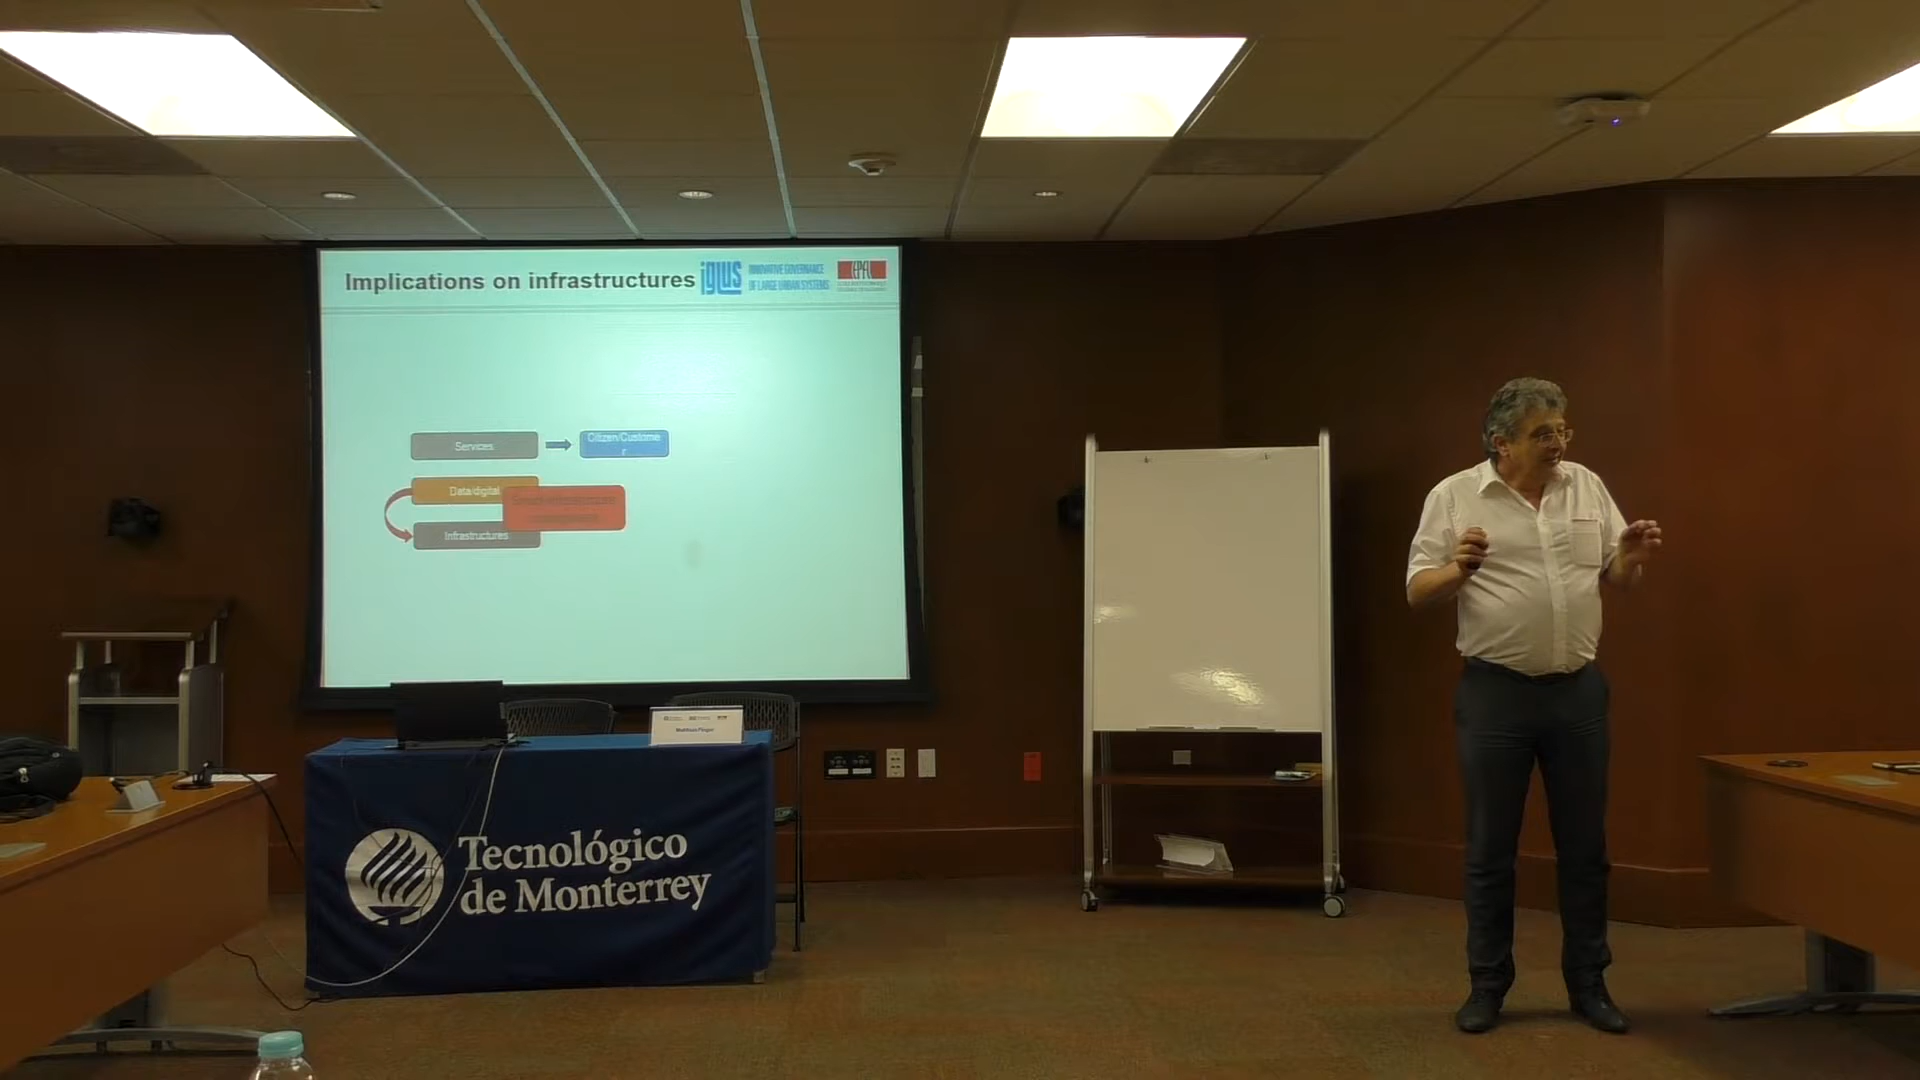 Implications on infrastructures
iglus
INNOVATIVE GOVERNANCE
OF LARGE URBAN SYSTEMS
EPFL
Services
Citizen/Custome
r
Data/digital
Infrastructures
Tecnológico
de Monterrey